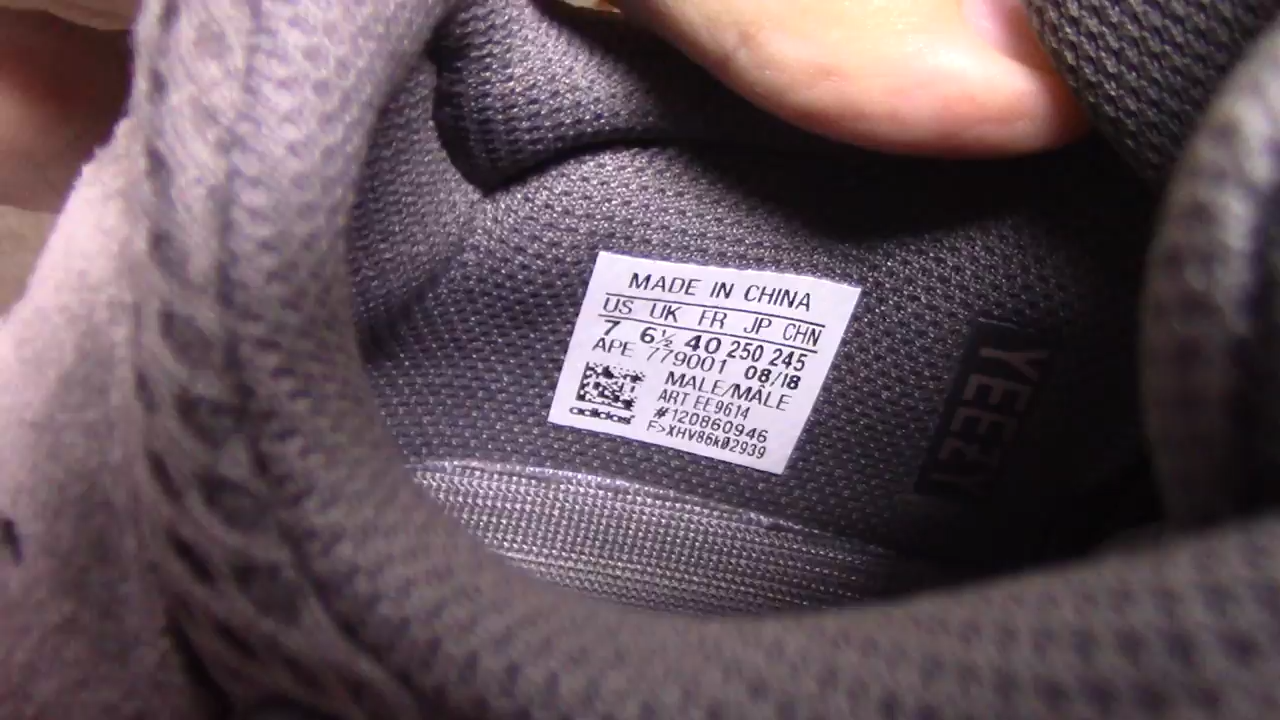 MADE IN CHINA
US UK FR JP CHN
7 6½ 40 250 245
APE 779001 08/18
MALE/MÂLE
ART EE9614
#120860946
F>XHV86k02939
adidas
YEEZY